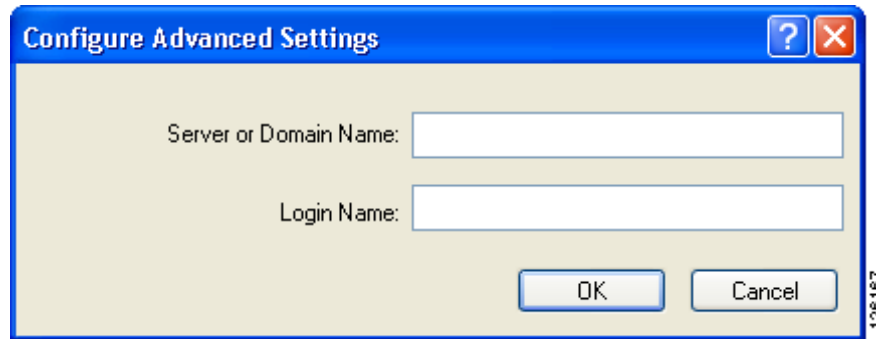 Configure Advanced Settings
?
Server or Domain Name:
Login Name:
OK
Cancel